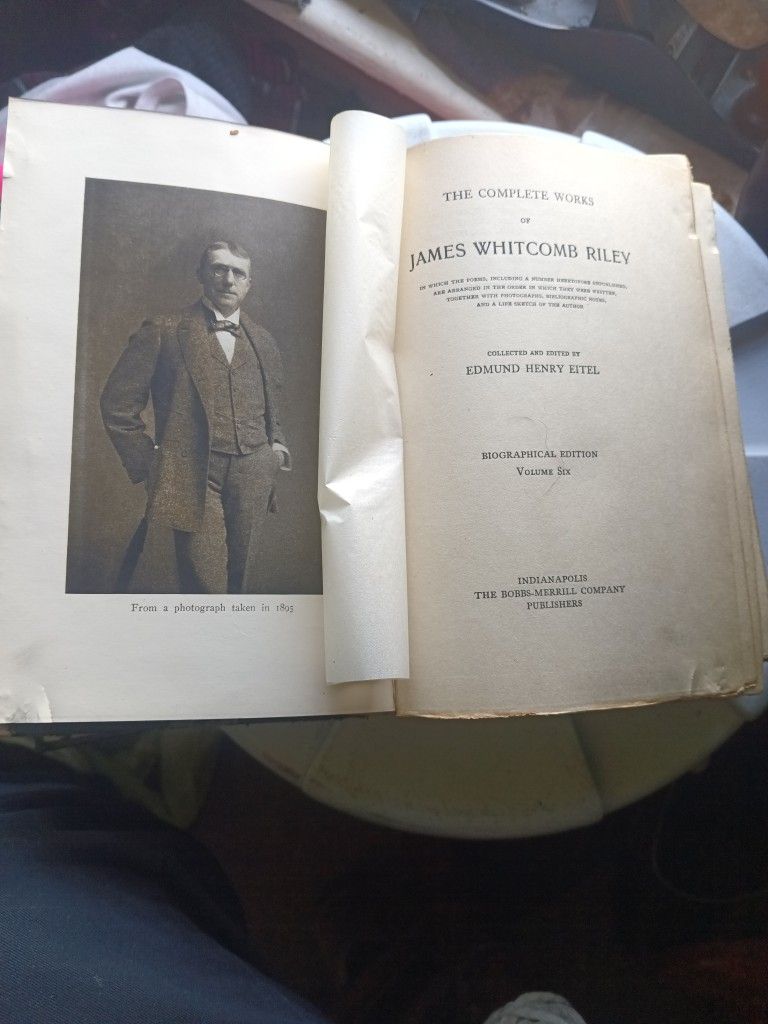 From a photograph taken in 1895
THE COMPLETE WORKS
OF
JAMES WHITCOMB RILEY
IN WHICH THE POEMS, INCLUDING A NUMBER HERETOFORE UNPUBLISHED,
ARE ARRANGED IN THE ORDER IN WHICH THEY WERE WRITTEN,
TOGETHER WITH PHOTOGRAPHS, BIBLIOGRAPHIC NOTES,
AND A LIFE SKETCH OF THE AUTHOR
COLLECTED AND EDITED BY
EDMUND HENRY EITEL
BIOGRAPHICAL EDITION
VOLUME SIX
INDIANAPOLIS
THE BOBBS-MERRILL COMPANY
PUBLISHERS